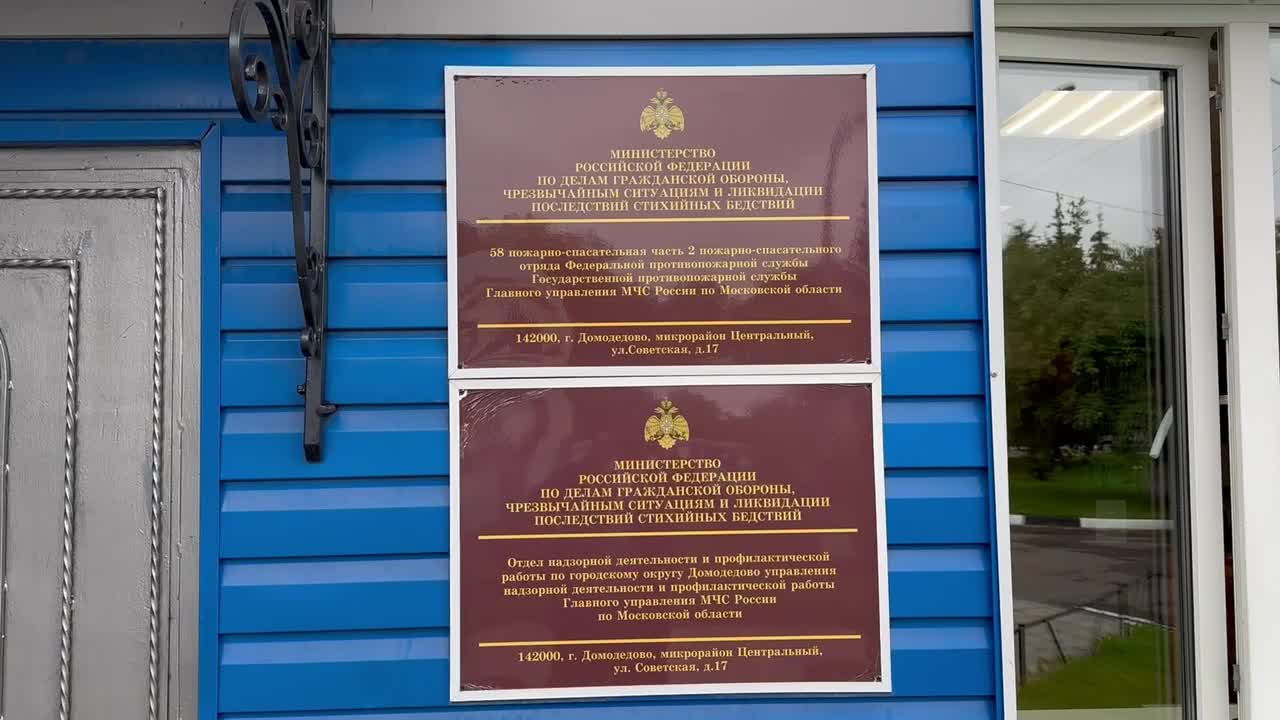 МИНИСТЕРСТВО
РОССИЙСКОЙ ФЕДЕРАЦИИ
ПО ДЕЛАМ ГРАЖДАНСКОЙ ОБОРОНЫ,
ЧРЕЗВЫЧАЙНЫМ СИТУАЦИЯМ И ЛИКВИДАЦИИ
ПОСЛЕДСТВИЙ СТИХИЙНЫХ БЕДСТВИЙ
58 пожарно-спасательная часть 2 пожарно-спасательного
отряда Федеральной противопожарной службы
Государственной противопожарной службы
Главного управления МЧС России по Московской области
142000, г. Домодедово, микрорайон Центральный,
ул.Советская, д.17
МИНИСТЕРСТВО
РОССИЙСКОЙ ФЕДЕРАЦИИ
ПО ДЕЛАМ ГРАЖДАНСКОЙ ОБОРОНЫ,
ЧРЕЗВЫЧАЙНЫМ СИТУАЦИЯМ И ЛИКВИДАЦИИ
ПОСЛЕДСТВИЙ СТИХИЙНЫХ БЕДСТВИЙ
Отдел надзорной деятельности и профилактической
работы по городскому округу Домодедово управления
надзорной деятельности и профилактической работы
Главного управления МЧС России
по Московской области
142000, г. Домодедово, микрорайон Центральный,
ул. Советская, д.17